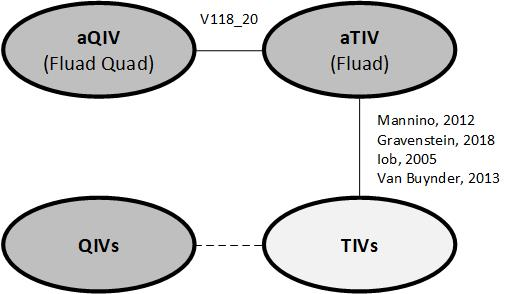 V118_20
aQIV
(Fluad Quad)
aTIV
(Fluad)
Mannino, 2012
Gravenstein, 2018
Iob, 2005
Van Buynder, 2013
QIVs
TIVs